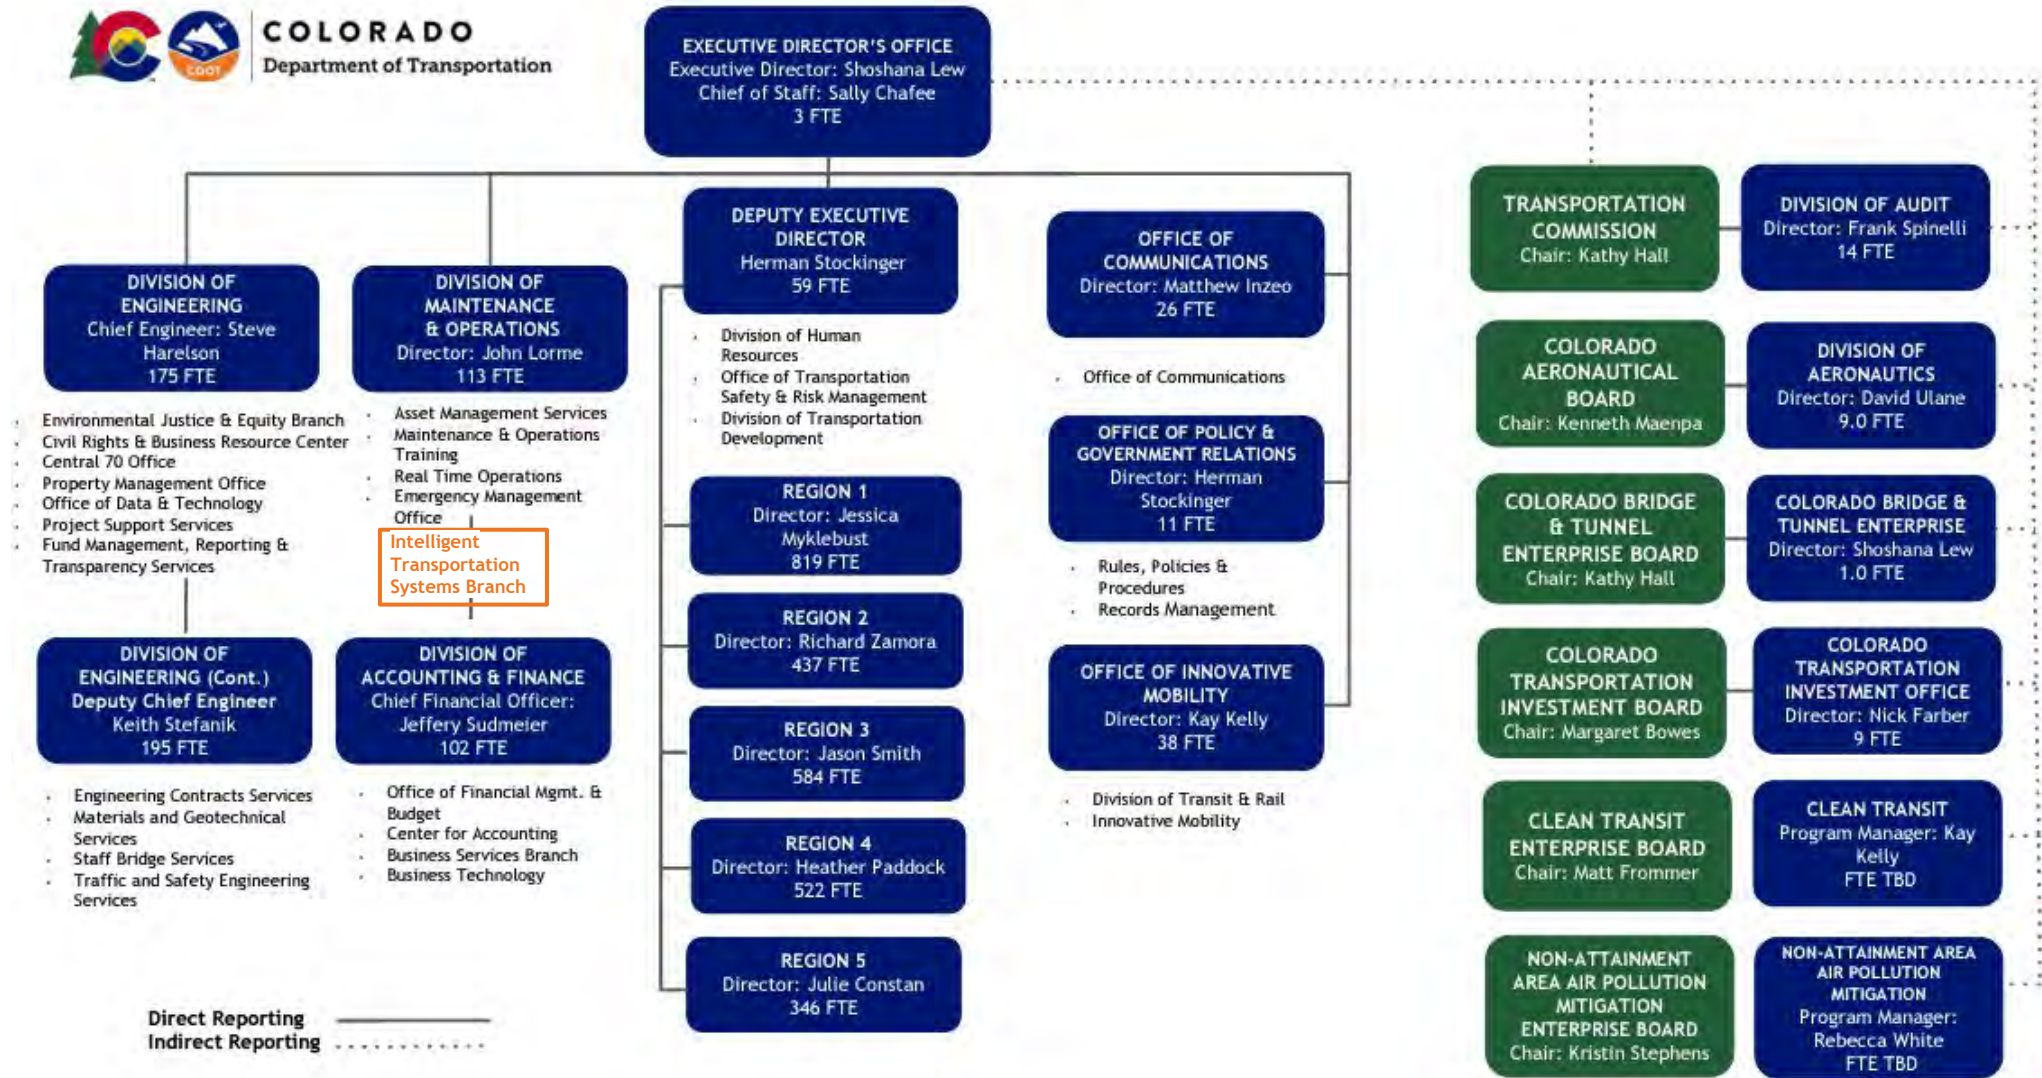 COLORADO
Department of Transportation
CDOT
EXECUTIVE DIRECTOR'S OFFICE
Executive Director: Shoshana Lew
Chief of Staff: Sally Chafee
3 FTE
DIVISION OF
ENGINEERING
Chief Engineer: Steve
Harelson
175 FTE
Environmental Justice & Equity Branch
Civil Rights & Business Resource Center
Central 70 Office
Property Management Office
Office of Data & Technology
Project Support Services
Fund Management, Reporting &
Transparency Services
DIVISION OF
ENGINEERING (Cont.)
Deputy Chief Engineer
Keith Stefanik
195 FTE
Engineering Contracts Services
Materials and Geotechnical
Services
Staff Bridge Services
Traffic and Safety Engineering
Services
DIVISION OF
MAINTENANCE
& OPERATIONS
Director: John Lorme
113 FTE
Asset Management Services
Maintenance & Operations
Training
Real Time Operations
Emergency Management
Office
Intelligent
Transportation
Systems Branch
DIVISION OF
ACCOUNTING & FINANCE
Chief Financial Officer:
Jeffery Sudmeier
102 FTE
Office of Financial Mgmt. &
Budget
Center for Accounting
Business Services Branch
Business Technology
DEPUTY EXECUTIVE
DIRECTOR
Herman Stockinger
59 FTE
Division of Human
Resources
Office of Transportation
Safety & Risk Management
Division of Transportation
Development
REGION 1
Director: Jessica
Myklebust
819 FTE
REGION 2
Director: Richard Zamora
437 FTE
REGION 3
Director: Jason Smith
584 FTE
REGION 4
Director: Heather Paddock
522 FTE
REGION 5
Director: Julie Constan
346 FTE
OFFICE OF
COMMUNICATIONS
Director: Matthew Inzeo
26 FTE
Office of Communications
OFFICE OF POLICY &
GOVERNMENT RELATIONS
Director: Herman
Stockinger
11 FTE
Rules, Policies &
Procedures
Records Management
OFFICE OF INNOVATIVE
MOBILITY
Director: Kay Kelly
38 FTE
Division of Transit & Rail
Innovative Mobility
TRANSPORTATION
COMMISSION
Chair: Kathy Hall
DIVISION OF AUDIT
Director: Frank Spinelli
14 FTE
COLORADO
AERONAUTICAL
BOARD
Chair: Kenneth Maenpa
DIVISION OF
AERONAUTICS
Director: David Ulane
9.0 FTE
COLORADO BRIDGE
& TUNNEL
ENTERPRISE BOARD
Chair: Kathy Hall
COLORADO BRIDGE &
TUNNEL ENTERPRISE
Director: Shoshana Lew
1.0 FTE
COLORADO
TRANSPORTATION
INVESTMENT BOARD
Chair: Margaret Bowes
COLORADO
TRANSPORTATION
INVESTMENT OFFICE
Director: Nick Farber
9 FTE
CLEAN TRANSIT
ENTERPRISE BOARD
Chair: Matt Frommer
CLEAN TRANSIT
Program Manager: Kay
Kelly
FTE TBD
NON-ATTAINMENT
AREA AIR POLLUTION
MITIGATION
ENTERPRISE BOARD
Chair: Kristin Stephens
NON-ATTAINMENT AREA
AIR POLLUTION
MITIGATION
Program Manager:
Rebecca White
FTE TBD
Direct Reporting
Indirect Reporting